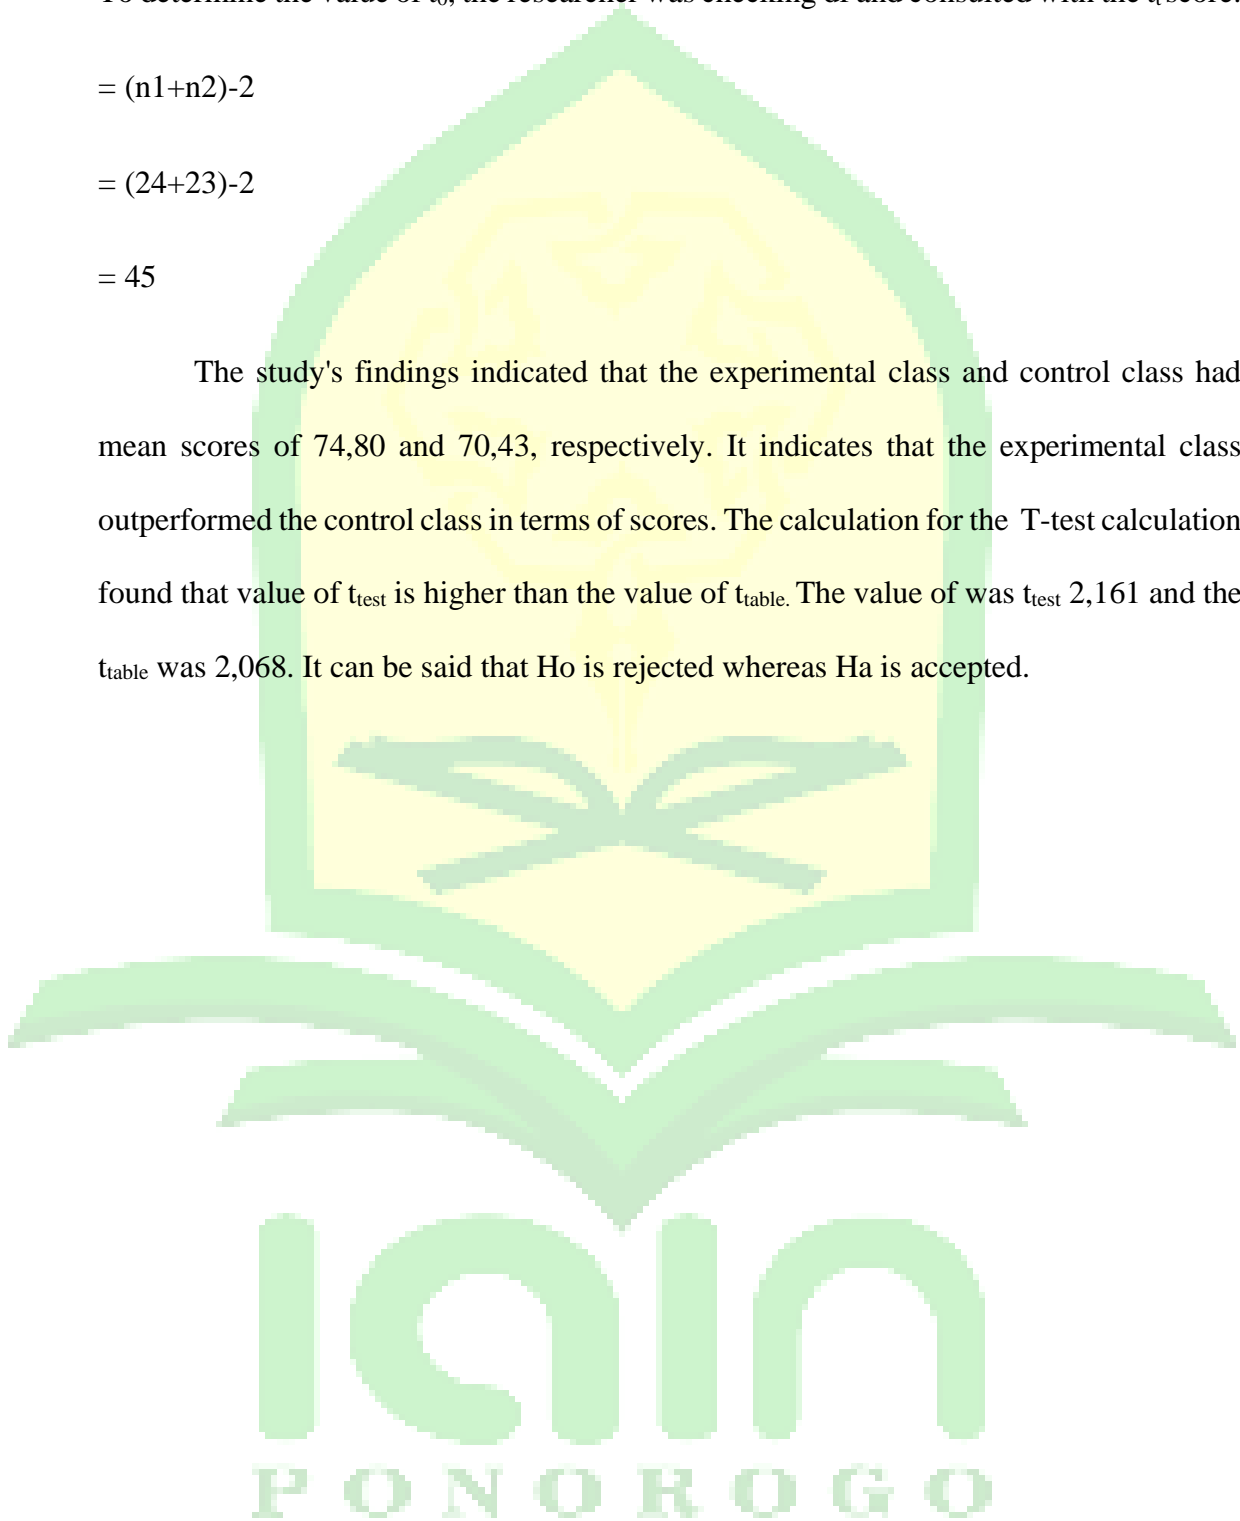 To determine the value of to, the researcher was checking df and consulted with the tt score.
= (n1+n2)-2
= (24+23)-2
= 45
The study's findings indicated that the experimental class and control class had
mean scores of 74,80 and 70,43, respectively. It indicates that the experimental class
outperformed the control class in terms of scores. The calculation for the T-test calculation
found that value of ttest is higher than the value of ttable. The value of was ttest 2,161 and the
ttable was 2,068. It can be said that Ho is rejected whereas Ha is accepted.
iain
PONOROGO